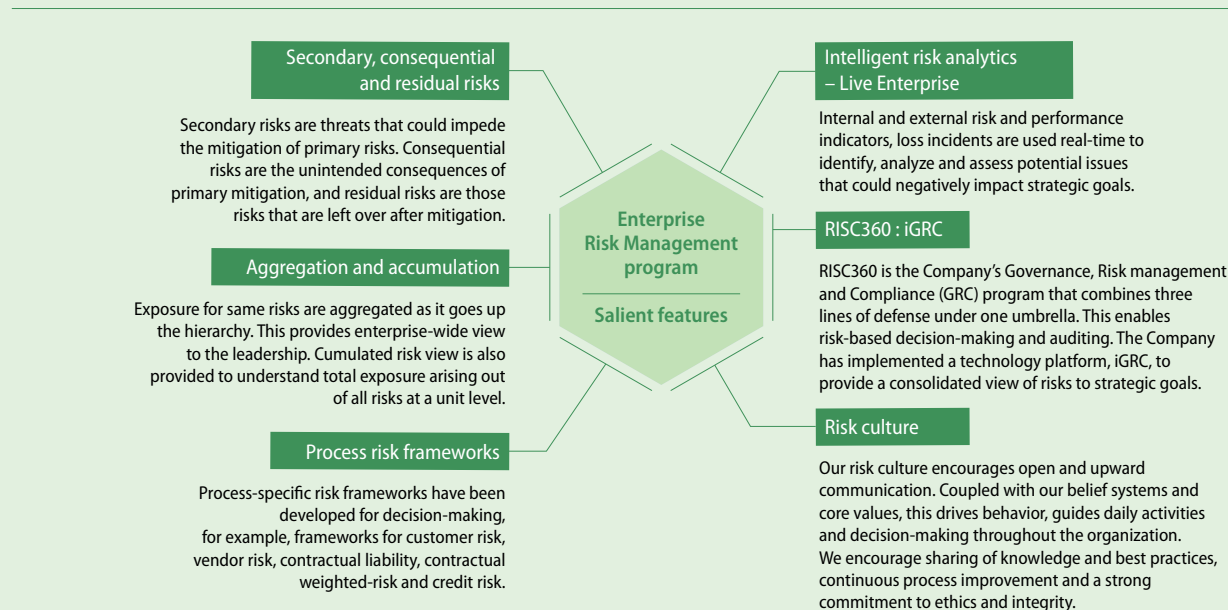 Secondary, consequential
and residual risks
Secondary risks are threats that could impede
the mitigation of primary risks. Consequential
risks are the unintended consequences of
primary mitigation, and residual risks are those
risks that are left over after mitigation.
Aggregation and accumulation
Exposure for same risks are aggregated as it goes up
the hierarchy. This provides enterprise-wide view
to the leadership. Cumulated risk view is also
provided to understand total exposure arising out
of all risks at a unit level.
Process risk frameworks
Process-specific risk frameworks have been
developed for decision-making,
for example, frameworks for customer risk,
vendor risk, contractual liability, contractual
weighted-risk and credit risk.
Enterprise
Risk Management
program
Salient features
Intelligent risk analytics
– Live Enterprise
Internal and external risk and performance
indicators, loss incidents are used real-time to
identify, analyze and assess potential issues
that could negatively impact strategic goals.
RISC360 : iGRC
RISC360 is the Company’s Governance, Risk management
and Compliance (GRC) program that combines three
lines of defense under one umbrella. This enables
risk-based decision-making and auditing. The Company
has implemented a technology platform, iGRC, to
provide a consolidated view of risks to strategic goals.
Risk culture
Our risk culture encourages open and upward
communication. Coupled with our belief systems and
core values, this drives behavior, guides daily activities
and decision-making throughout the organization.
We encourage sharing of knowledge and best practices,
continuous process improvement and a strong
commitment to ethics and integrity.